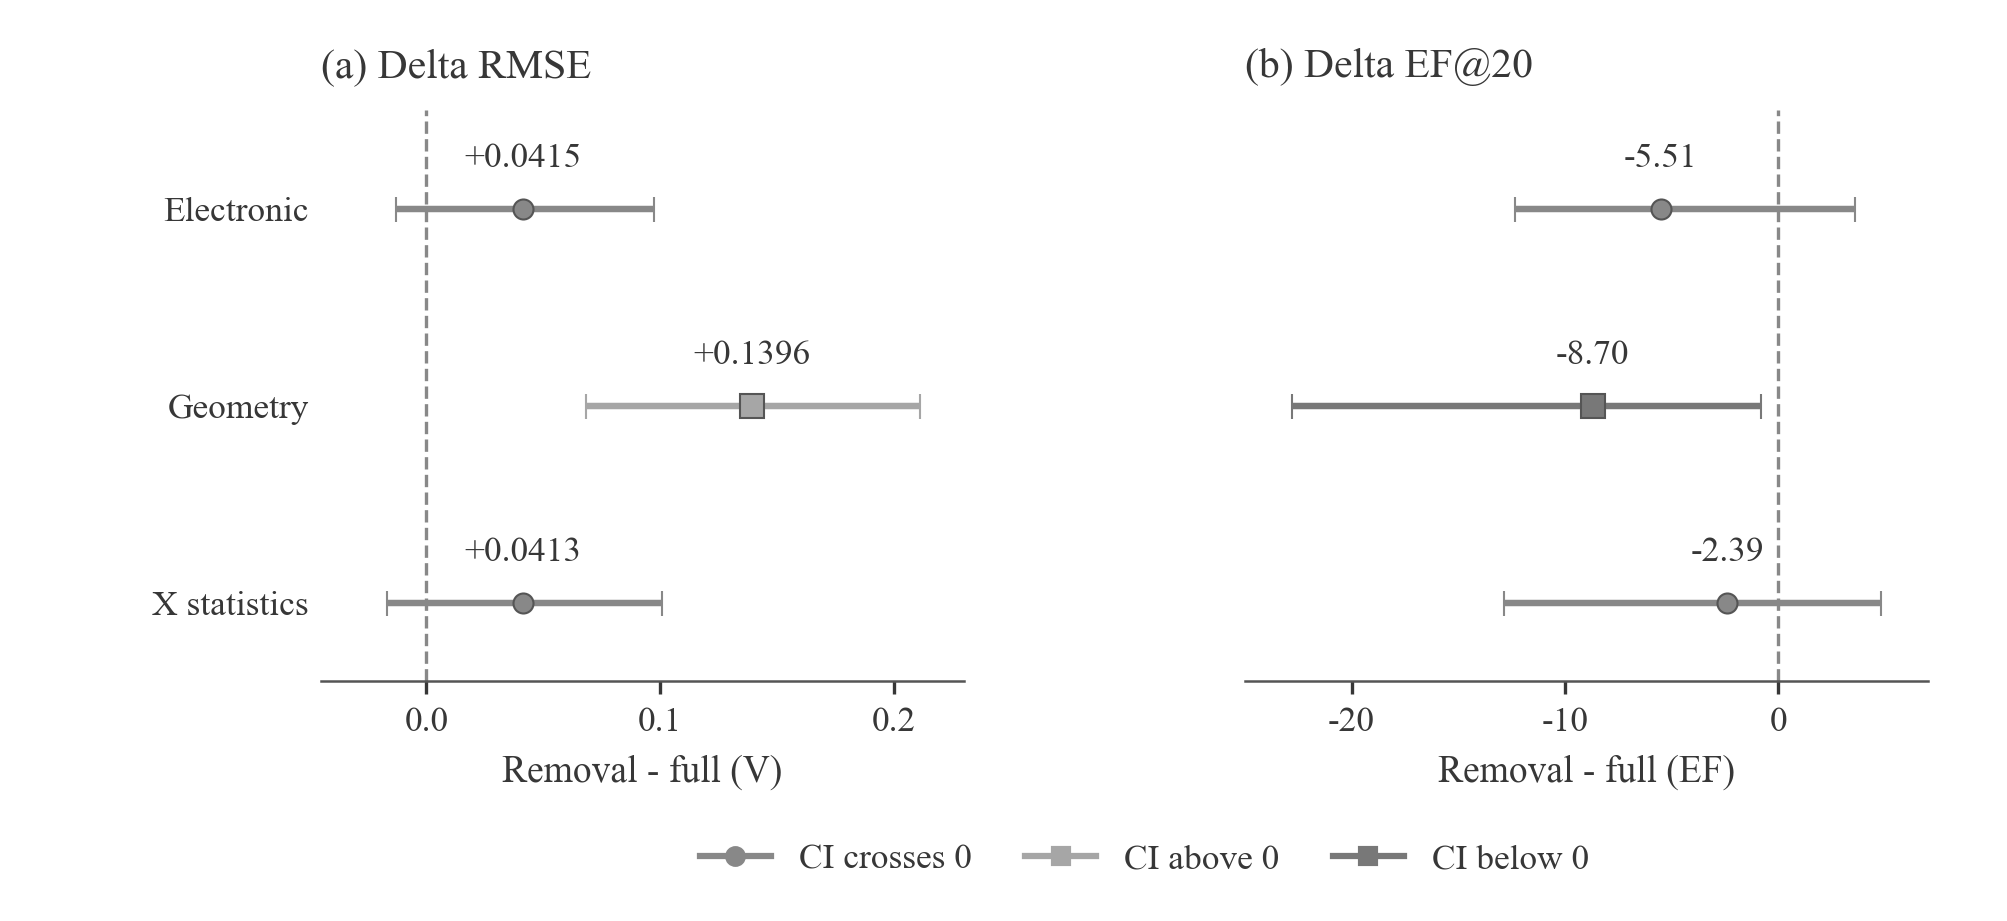 (a) Delta RMSE
+0.0415
Electronic
+0.1396
Geometry
+0.0413
X statistics
0.0 0.1 0.2
Removal - full (V)
(b) Delta EF@20
-5.51
-8.70
-2.39
-20 -10 0
Removal - full (EF)
CI crosses 0 CI above 0 CI below 0